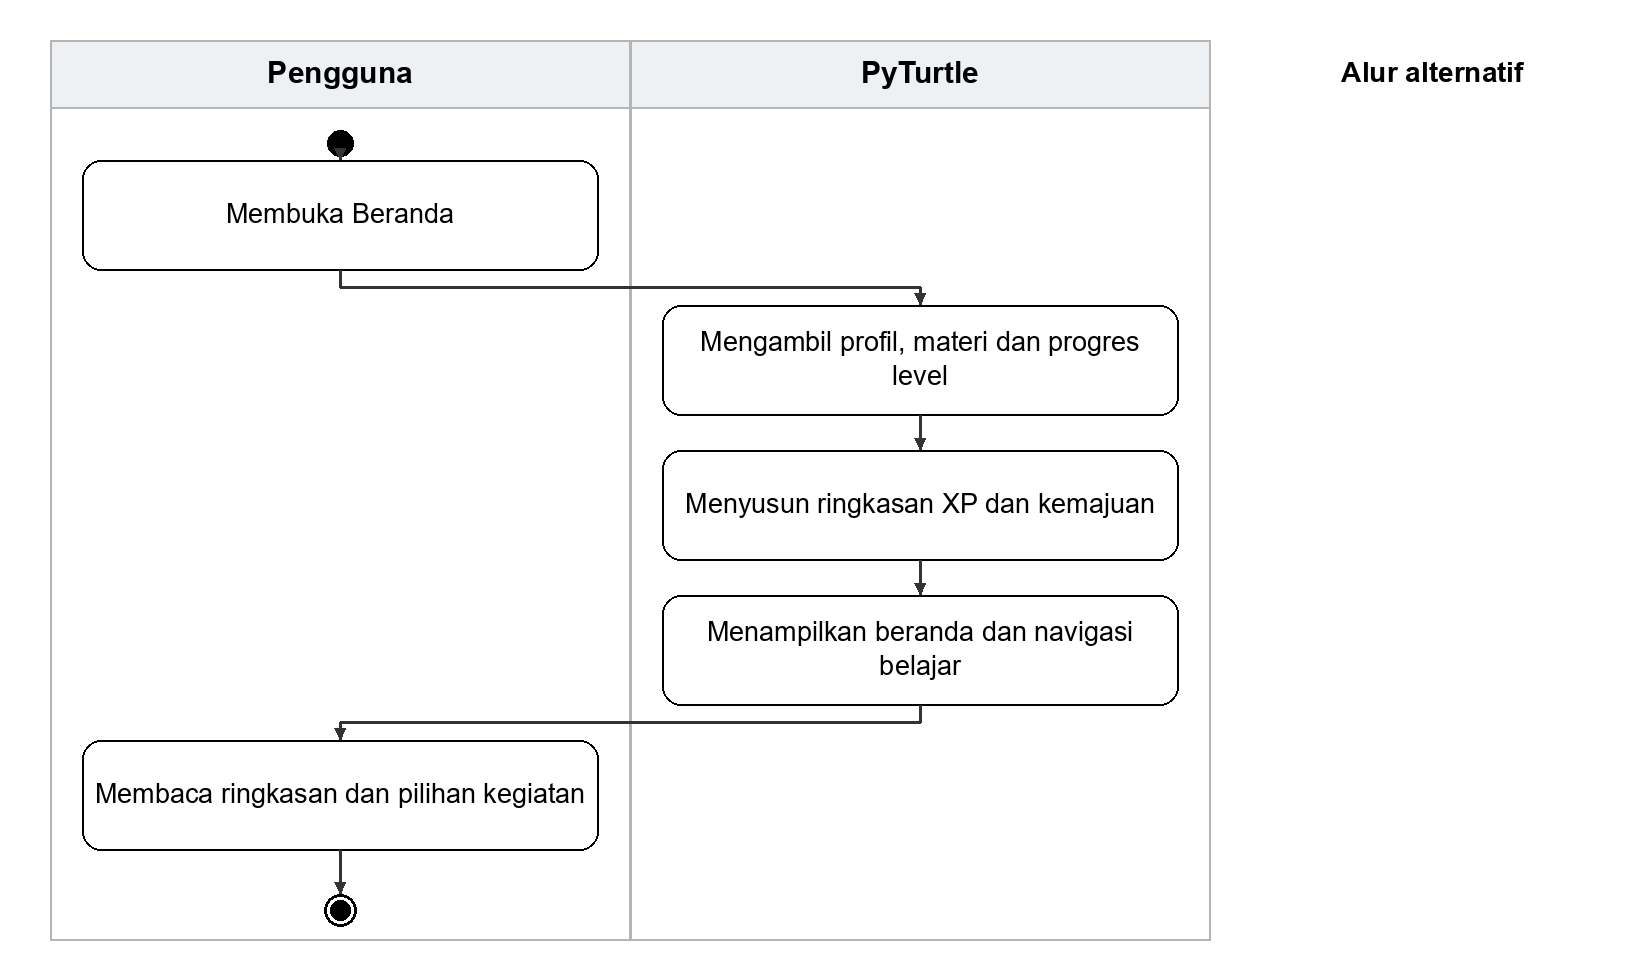 Pengguna
PyTurtle
Alur alternatif
Membuka Beranda
Mengambil profil, materi dan progres
level
Menyusun ringkasan XP dan kemajuan
Menampilkan beranda dan navigasi
belajar
Membaca ringkasan dan pilihan kegiatan